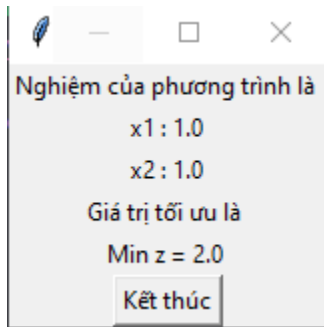 Nghiệm của phương trình là
x1 : 1.0
x2 : 1.0
Giá trị tối ưu là
Min z = 2.0
Kết thúc